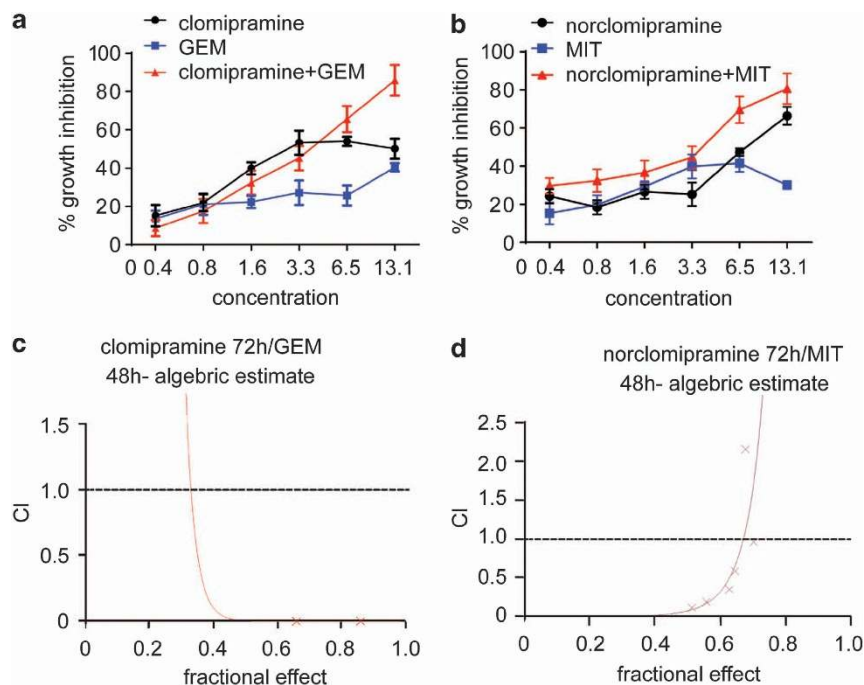 a
clomipramine
GEM
clomipramine+GEM
% growth inhibition
100
80
60
40
20
0
0 0.4 0.8 1.6 3.3 6.5 13.1
concentration
b
norclomipramine
MIT
norclomipramine+MIT
% growth inhibition
100
80
60
40
20
0
0 0.4 0.8 1.6 3.3 6.5 13.1
concentration
c
clomipramine 72h/GEM
48h- algebric estimate
CI
1.5
1.0
0.5
0
0 0.2 0.4 0.6 0.8 1.0
fractional effect
d
norclomipramine 72h/MIT
48h- algebric estimate
CI
2.5
2.0
1.5
1.0
0.5
0
0 0.2 0.4 0.6 0.8 1.0
fractional effect